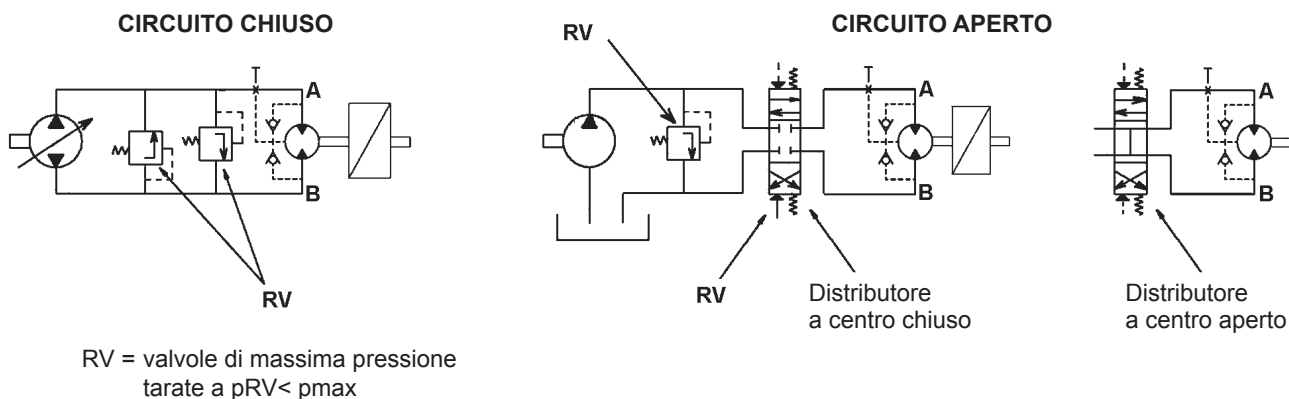 CIRCUITO CHIUSO
CIRCUITO APERTO
RV
A
B
RV
A
B
RV
Distributore
a centro chiuso
A
B
Distributore
a centro aperto
RV = valvole di massima pressione
tarate a pRV< pmax